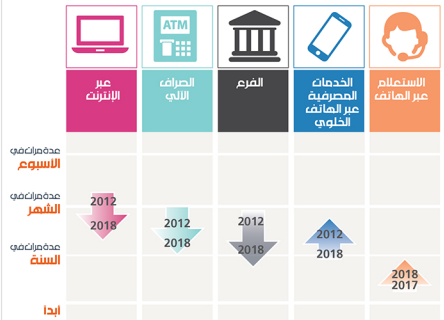 ATM
الاستعلام
عبر الهاتف
الخدمات
المصرفية
عبر الهاتف
الخلوي
الفرع
الصراف
الآلي
عبر
الإنترنت
عدة مرات في
الأسبوع
عدة مرات في
الشهر
2012
2018
2012
2018
2012
2018
2012
2018
عدة مرات في
السنة
2018
2017
أبدا